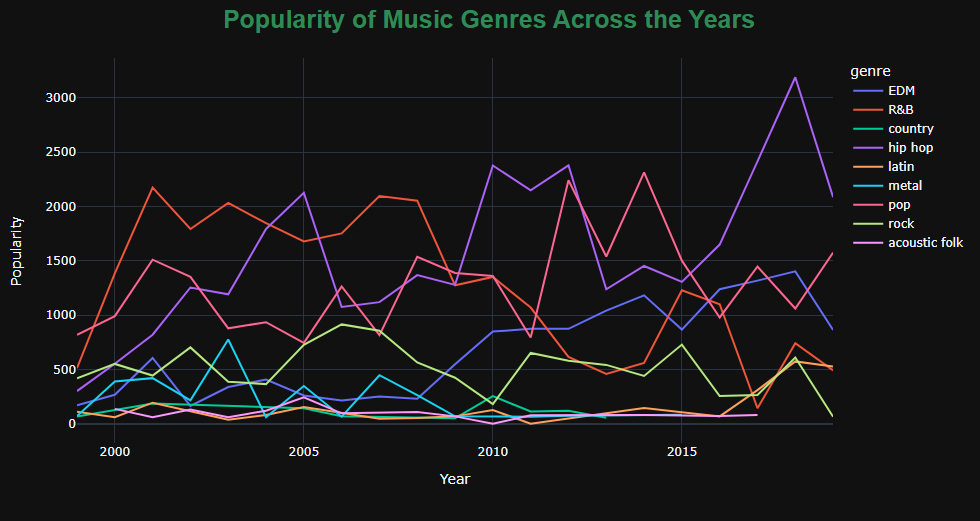 Popularity of Music Genres Across the Years
genre
EDM
R&B
country
hip hop
latin
metal
pop
rock
acoustic folk
Popularity
3000
2500
2000
1500
1000
500
0
2000
2005
2010
2015
Year